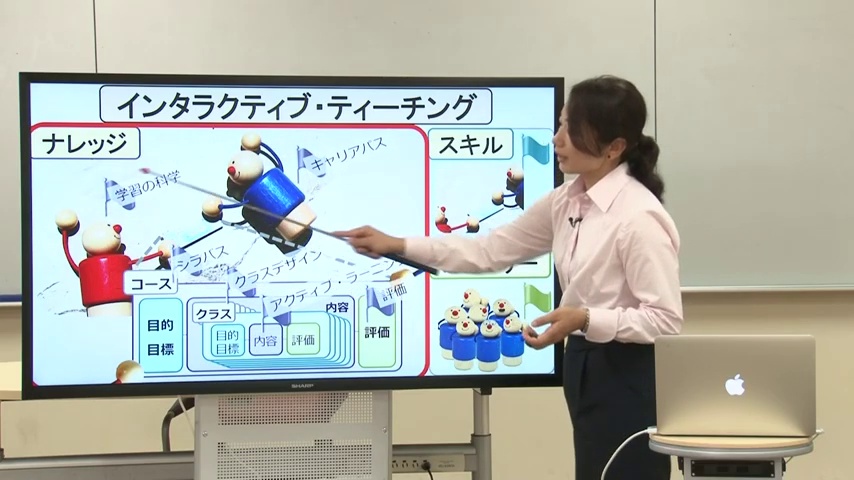 インタラクティブ・ティーチング
ナレッジ
スキル
キャリアパス
学習の科学
シラバス
クラスデザイン
アクティブ・ラーニング
評価
コース
目的
目標
クラス
内容
目的
目標
内容
評価
評価
ナー
SHARP